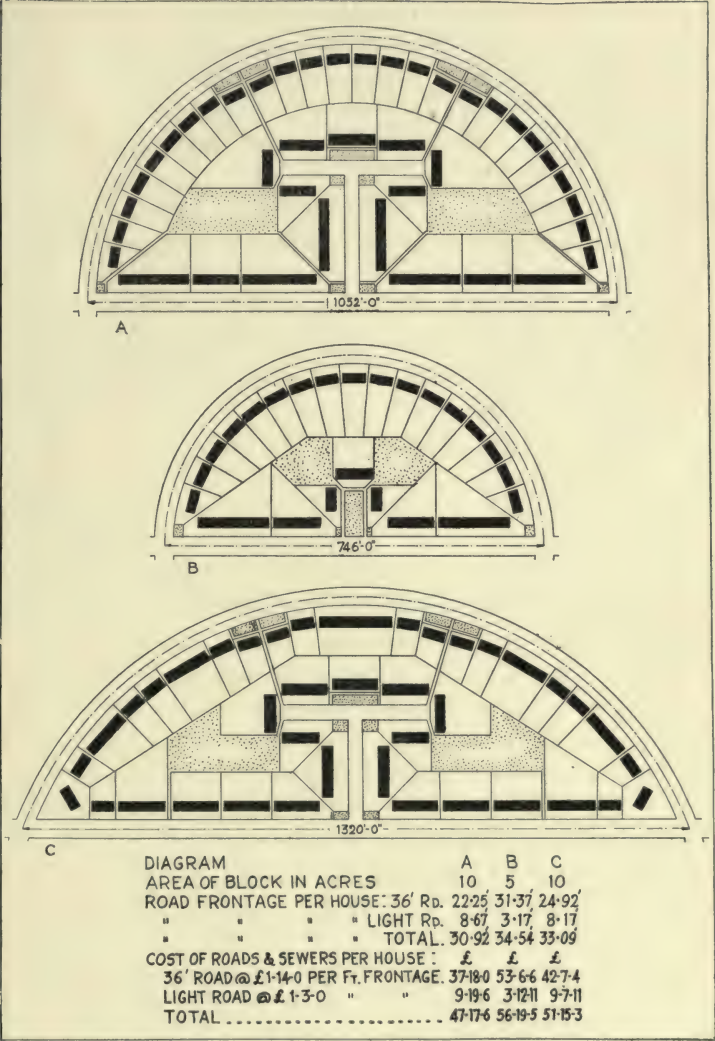 1052'-0"
A
746'-0"
B
1320'-0"
C
DIAGRAM A B C
AREA OF BLOCK IN ACRES 10 5 10
ROAD FRONTAGE PER HOUSE: 36' RD. 22·25' 31·37' 24·92'
" " " " LIGHT RD. 8·67' 3·17' 8·17'
" " " " TOTAL. 30·92' 34·54' 33·09'
COST OF ROADS & SEWERS PER HOUSE: £ £ £
36' ROAD @ £1-14-0 PER FT. FRONTAGE. 37-18-0 53-6-6 42-7-4
LIGHT ROAD @ £1-3-0 " " 9-19-6 3-12-11 9-7-11
TOTAL ........................ 47-17-6 56-19-5 51-15-3